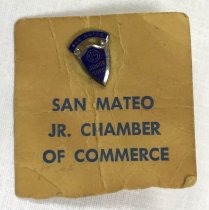 SAN MATEO
JR. CHAMBER
OF COMMERCE